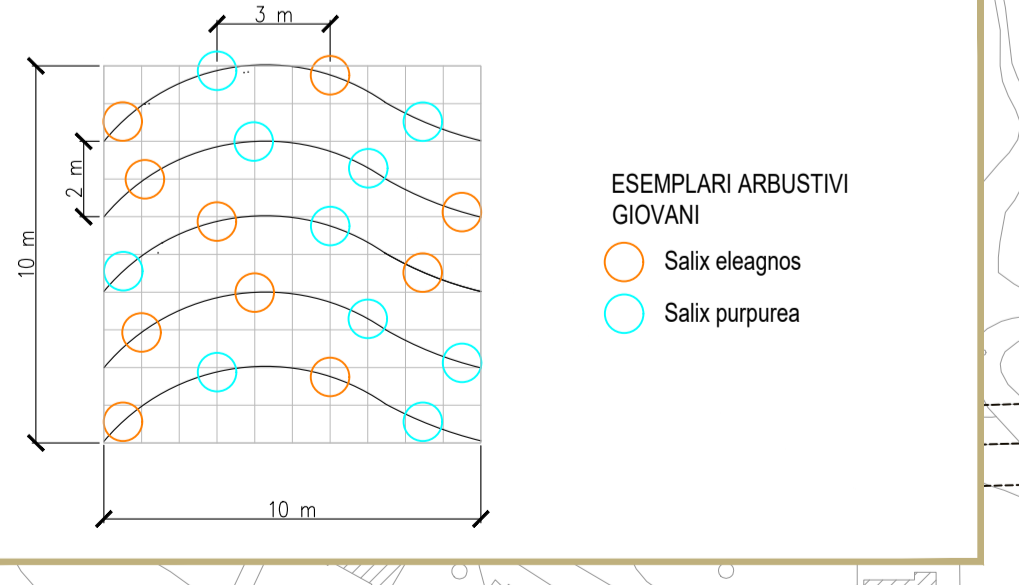 3 m
2 m
10 m
10 m
ESEMPLARI ARBUSTIVI
GIOVANI
Salix eleagnos
Salix purpurea